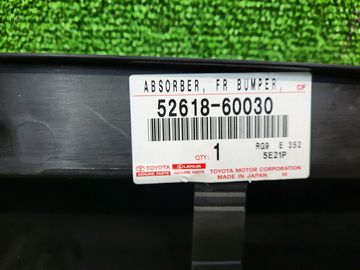 ABSORBER, FR BUMPER, CF
52618-60030
QTY: 1 RG9 E 352
5E21P
TOYOTA LEXUS
GENUINE PARTS GENUINE PARTS
TOYOTA MOTOR CORPORATION
MADE IN JAPAN